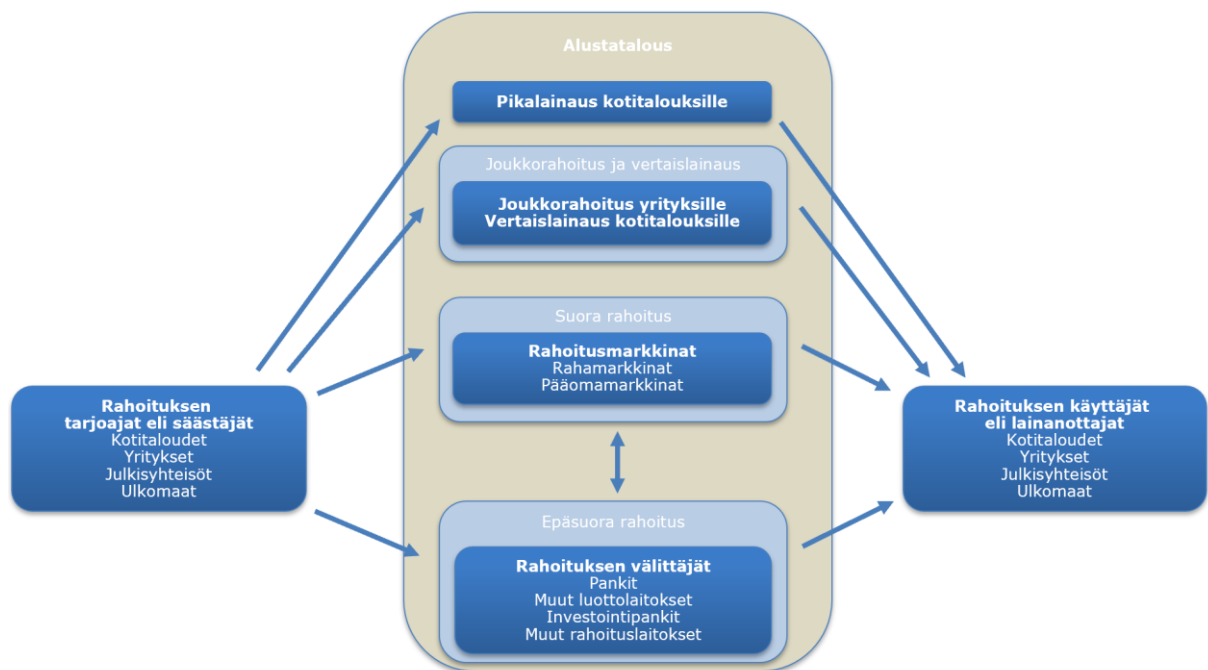 Alustatalous
Pikalainaus kotitalouksille
Joukkorahoitus ja vertaislainaus
Joukkorahoitus yrityksille
Vertaislainaus kotitalouksille
Suora rahoitus
Rahoitusmarkkinat
Rahamarkkinat
Pääomamarkkinat
Rahoituksen
tarjoajat eli säästäjät
Kotitaloudet
Yritykset
Julkisyhteisöt
Ulkomaat
Rahoituksen käyttäjät
eli lainanottajat
Kotitaloudet
Yritykset
Julkisyhteisöt
Ulkomaat
Epäsuora rahoitus
Rahoituksen välittäjät
Pankit
Muut luottolaitokset
Investointipankit
Muut rahoituslaitokset